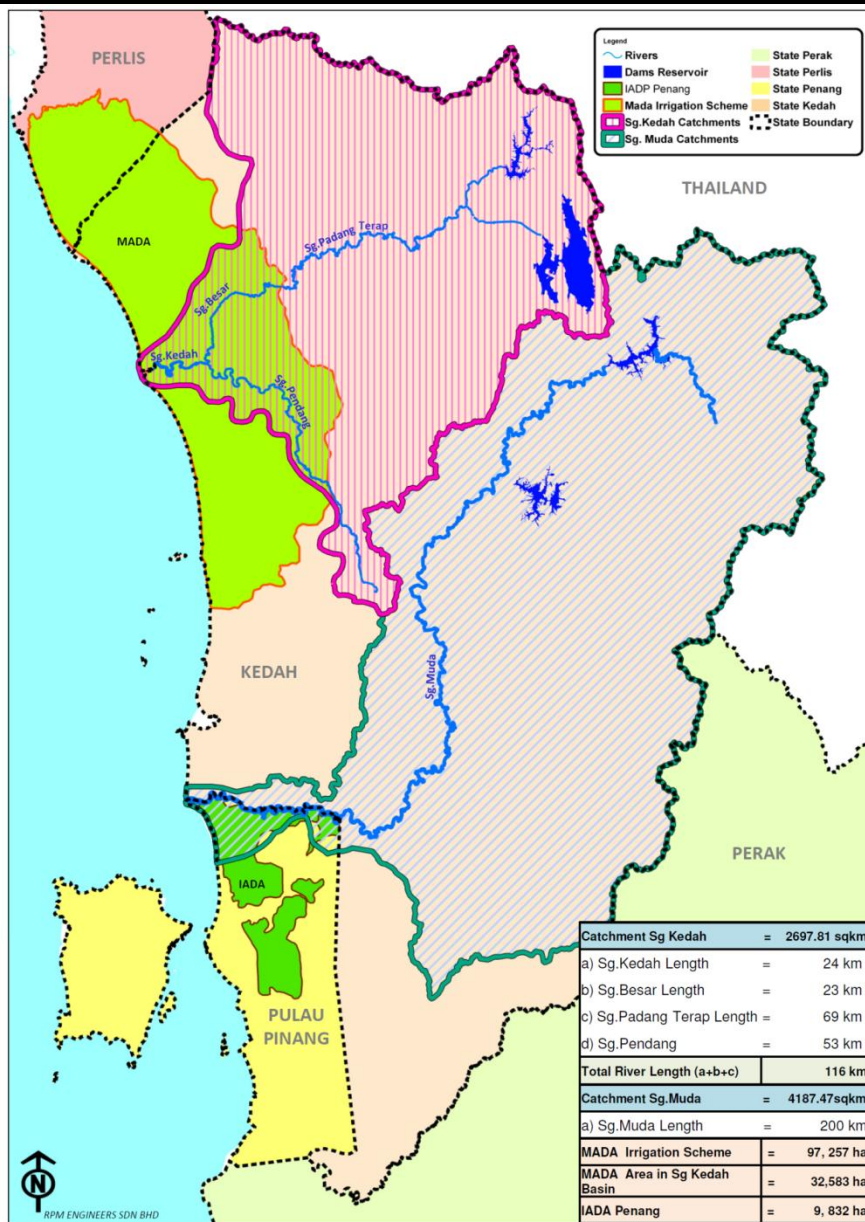 PERLIS
Legend
Rivers
Dams Reservoir
IADP Penang
Mada Irrigation Scheme
Sg.Kedah Catchments
Sg. Muda Catchments
State Perak
State Perlis
State Penang
State Kedah
State Boundary
THAILAND
MADA
Sg.Padang Terap
Sg.Besar
Sg.Kedah
Sg.Pendang
KEDAH
Sg.Muda
PERAK
IADA
PULAU
PINANG
Catchment Sg Kedah = 2697.81 sqkm
a) Sg.Kedah Length = 24 km
b) Sg.Besar Length = 23 km
c) Sg.Padang Terap Length = 69 km
d) Sg.Pendang = 53 km
Total River Length (a+b+c) 116 km
Catchment Sg.Muda = 4187.47sqkm
a) Sg.Muda Length = 200 km
MADA Irrigation Scheme = 97, 257 ha
MADA Area in Sg Kedah
Basin = 32,583 ha
IADA Penang = 9, 832 ha
N
RPM ENGINEERS SDN BHD